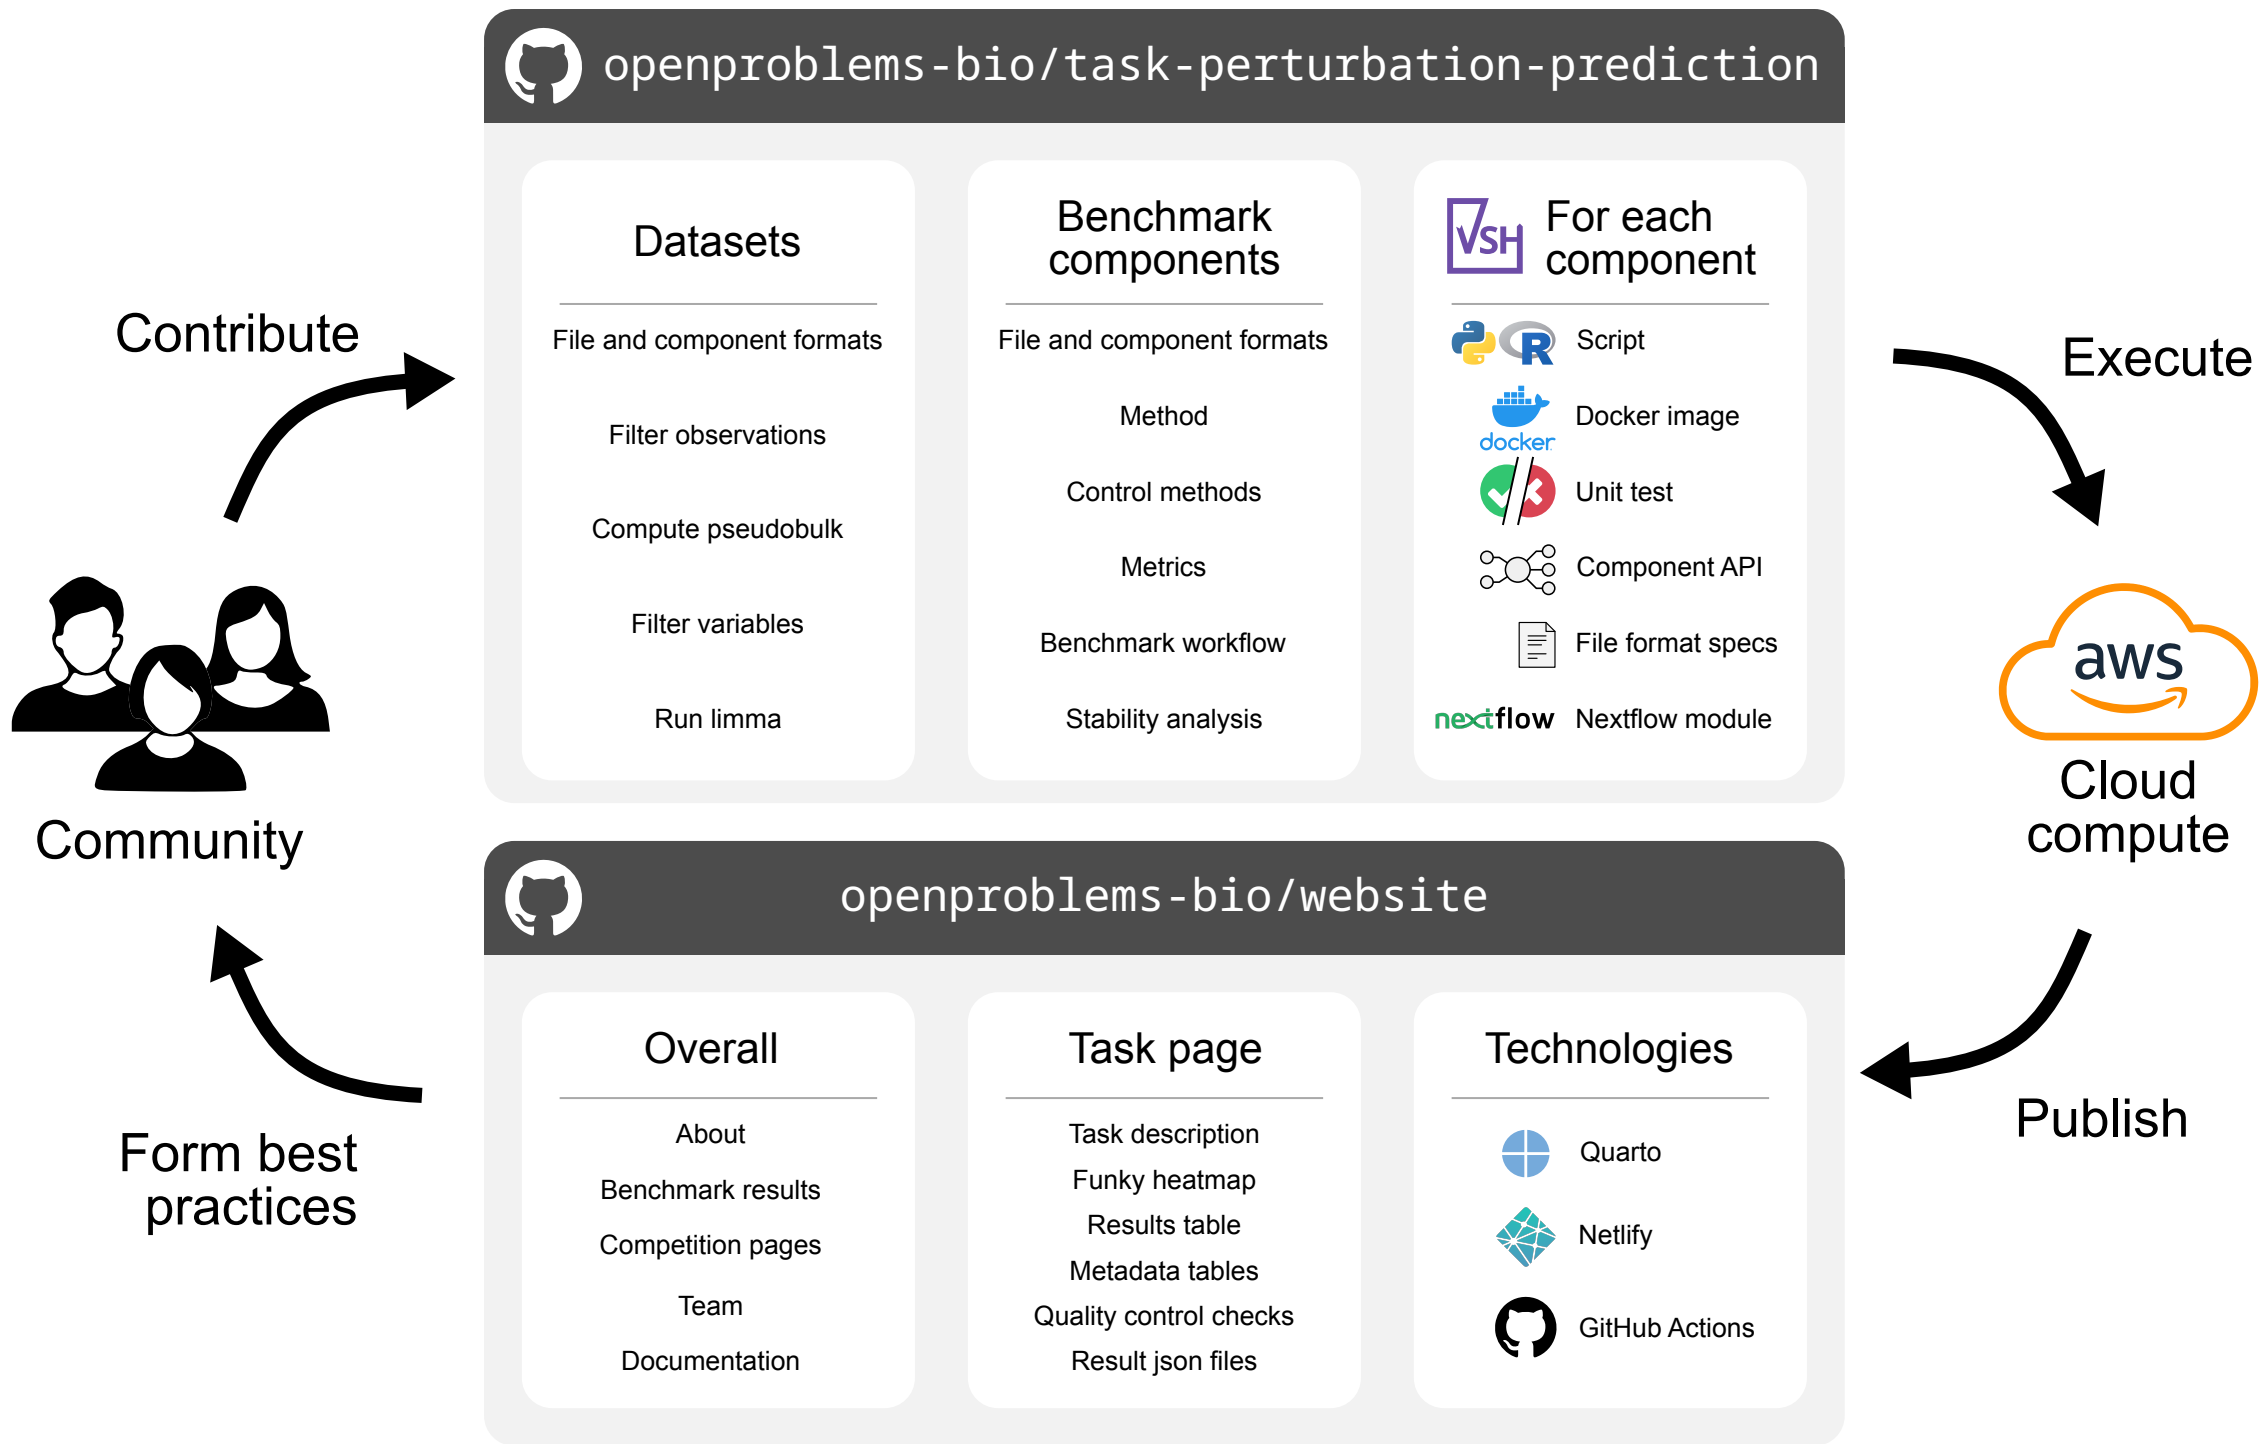 openproblems-bio/task-perturbation-prediction
Contribute
Community
Form best
practices
Datasets
File and component formats
Filter observations
Compute pseudobulk
Filter variables
Run limma
Benchmark
components
File and component formats
Method
Control methods
Metrics
Benchmark workflow
Stability analysis
VSH
For each
component
R
Script
docker
Docker image
Unit test
Component API
File format specs
nextflow
Nextflow module
Execute
aws
Cloud
compute
Publish
openproblems-bio/website
Overall
About
Benchmark results
Competition pages
Team
Documentation
Task page
Task description
Funky heatmap
Results table
Metadata tables
Quality control checks
Result json files
Technologies
Quarto
Netlify
GitHub Actions